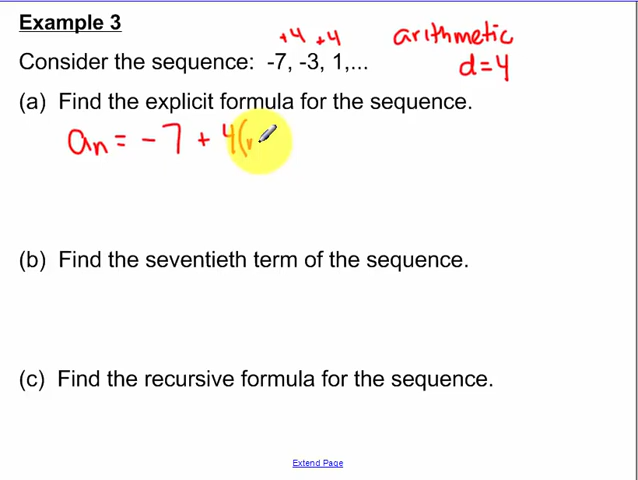 Example 3
+4 +4 arithmetic
Consider the sequence: -7, -3, 1,...
d=4
(a) Find the explicit formula for the sequence.
an = -7 + 4(
(b) Find the seventieth term of the sequence.
(c) Find the recursive formula for the sequence.
Extend Page